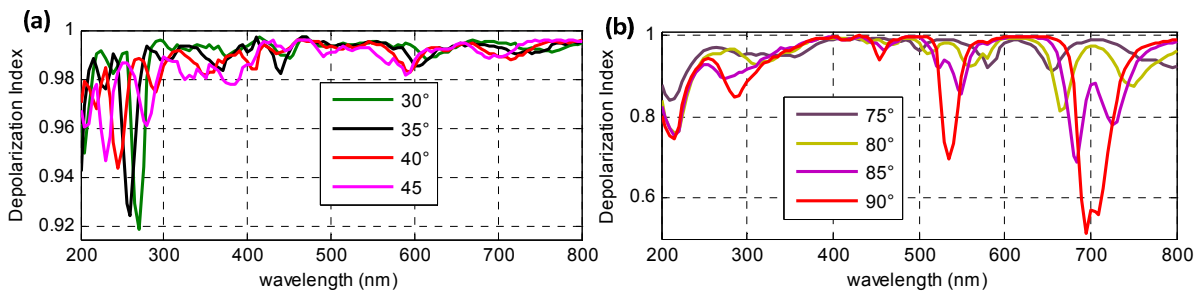 (a)
Depolarization Index
1
0.98
0.96
0.94
0.92
30°
35°
40°
45
200 300 400 500 600 700 800
wavelength (nm)
(b)
Depolarization Index
1
0.8
0.6
75°
80°
85°
90°
200 300 400 500 600 700 800
wavelength (nm)